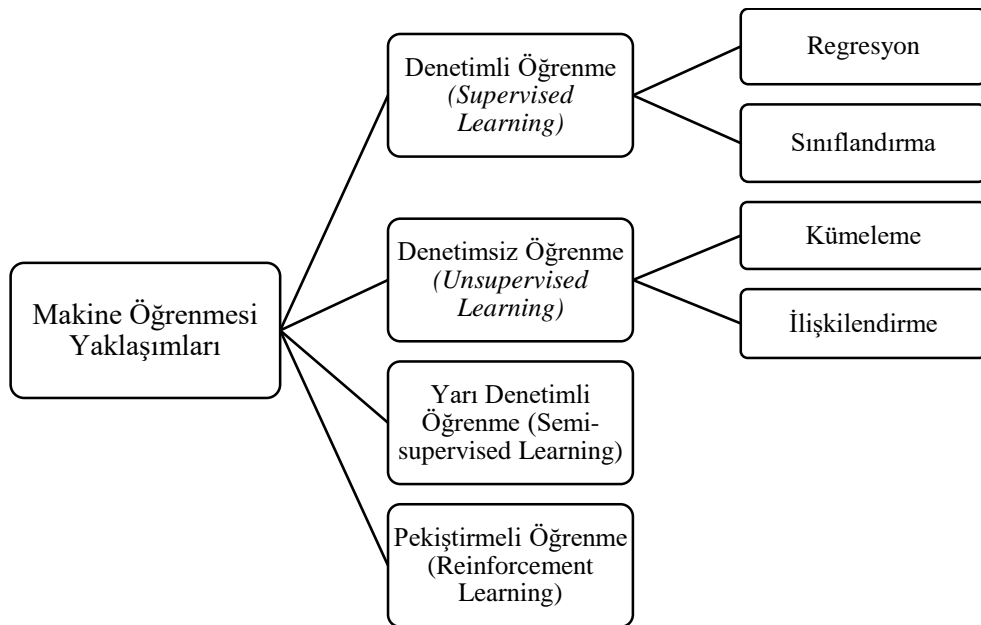 Makine Öğrenmesi
Yaklaşımları
Denetimli Öğrenme
(Supervised
Learning)
Regresyon
Sınıflandırma
Denetimsiz Öğrenme
(Unsupervised
Learning)
Kümeleme
İlişkilendirme
Yarı Denetimli
Öğrenme (Semi-
supervised Learning)
Pekiştirmeli Öğrenme
(Reinforcement
Learning)